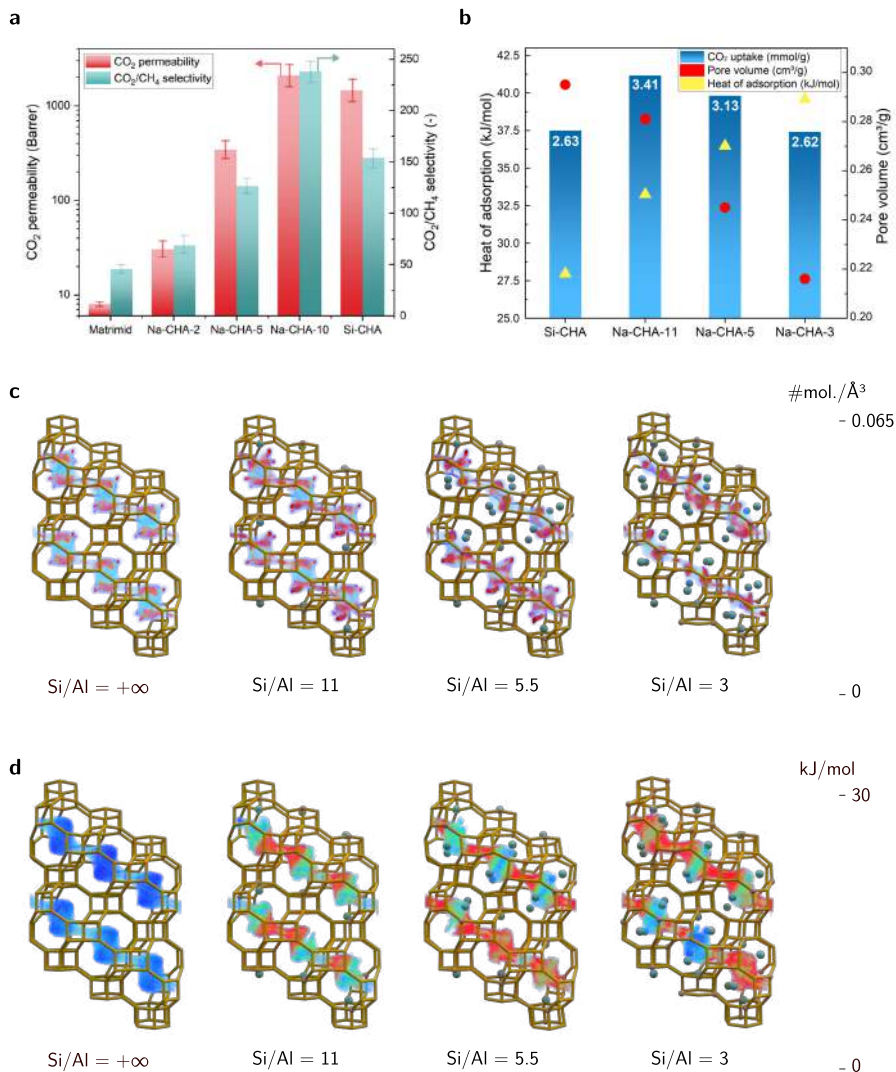 a
CO₂ permeability
CO₂/CH₄ selectivity
CO₂ permeability (Barrer)
1000
100
10
250
200
150
100
50
0
CO₂/CH₄ selectivity (-)
Matrimid
Na-CHA-2
Na-CHA-5
Na-CHA-10
Si-CHA
b
CO₂ uptake (mmol/g)
Pore volume (cm³/g)
Heat of adsorption (kJ/mol)
Heat of adsorption (kJ/mol)
42.5
40.0
37.5
35.0
32.5
30.0
27.5
25.0
2.63
3.41
3.13
2.62
0.30
0.28
0.26
0.24
0.22
0.20
Pore volume (cm³/g)
Si-CHA
Na-CHA-11
Na-CHA-5
Na-CHA-3
c
#mol./Å³
0.065
0
Si/Al = +∞
Si/Al = 11
Si/Al = 5.5
Si/Al = 3
d
kJ/mol
30
0
Si/Al = +∞
Si/Al = 11
Si/Al = 5.5
Si/Al = 3